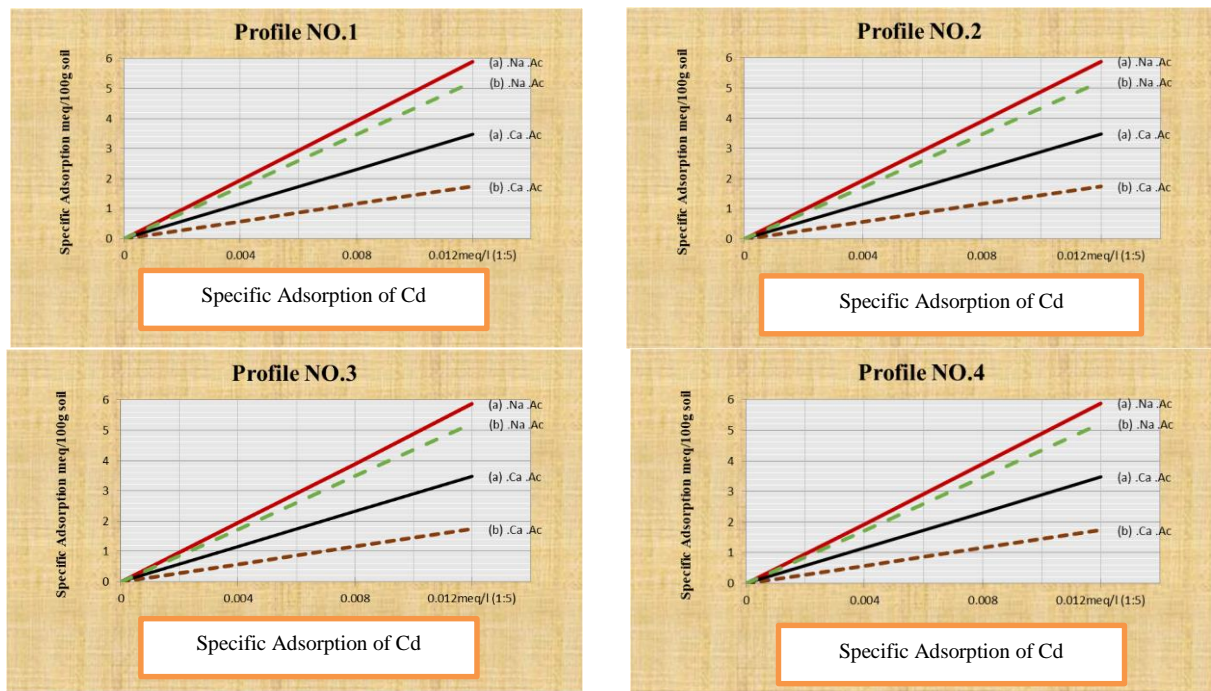 Profile NO.1
Specific Adsorption meq/100g soil
6
5
4
3
2
1
0
(a) .Na .Ac
(b) .Na .Ac
(a) .Ca .Ac
(b) .Ca .Ac
0 0.004 0.008 0.012meq/l (1:5)
Specific Adsorption of Cd
Profile NO.2
Specific Adsorption meq/100g soil
6
5
4
3
2
1
0
(a) .Na .Ac
(b) .Na .Ac
(a) .Ca .Ac
(b) .Ca .Ac
0 0.004 0.008 0.012meq/l (1:5)
Specific Adsorption of Cd
Profile NO.3
Specific Adsorption meq/100g soil
6
5
4
3
2
1
0
(a) .Na .Ac
(b) .Na .Ac
(a) .Ca .Ac
(b) .Ca .Ac
0 0.004 0.008 0.012meq/l (1:5)
Specific Adsorption of Cd
Profile NO.4
Specific Adsorption meq/100g soil
6
5
4
3
2
1
0
(a) .Na .Ac
(b) .Na .Ac
(a) .Ca .Ac
(b) .Ca .Ac
0 0.004 0.008 0.012meq/l (1:5)
Specific Adsorption of Cd